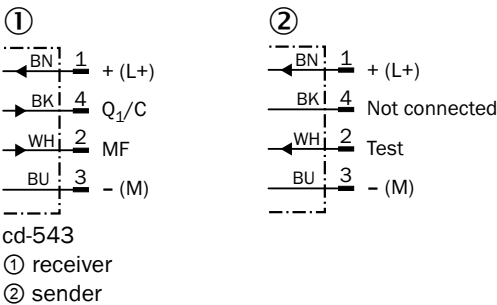 ① ②
BN 1 + (L+)
BK 4 Q₁/C
WH 2 MF
BU 3 – (M)
BN 1 + (L+)
BK 4 Not connected
WH 2 Test
BU 3 – (M)
cd-543
① receiver
② sender